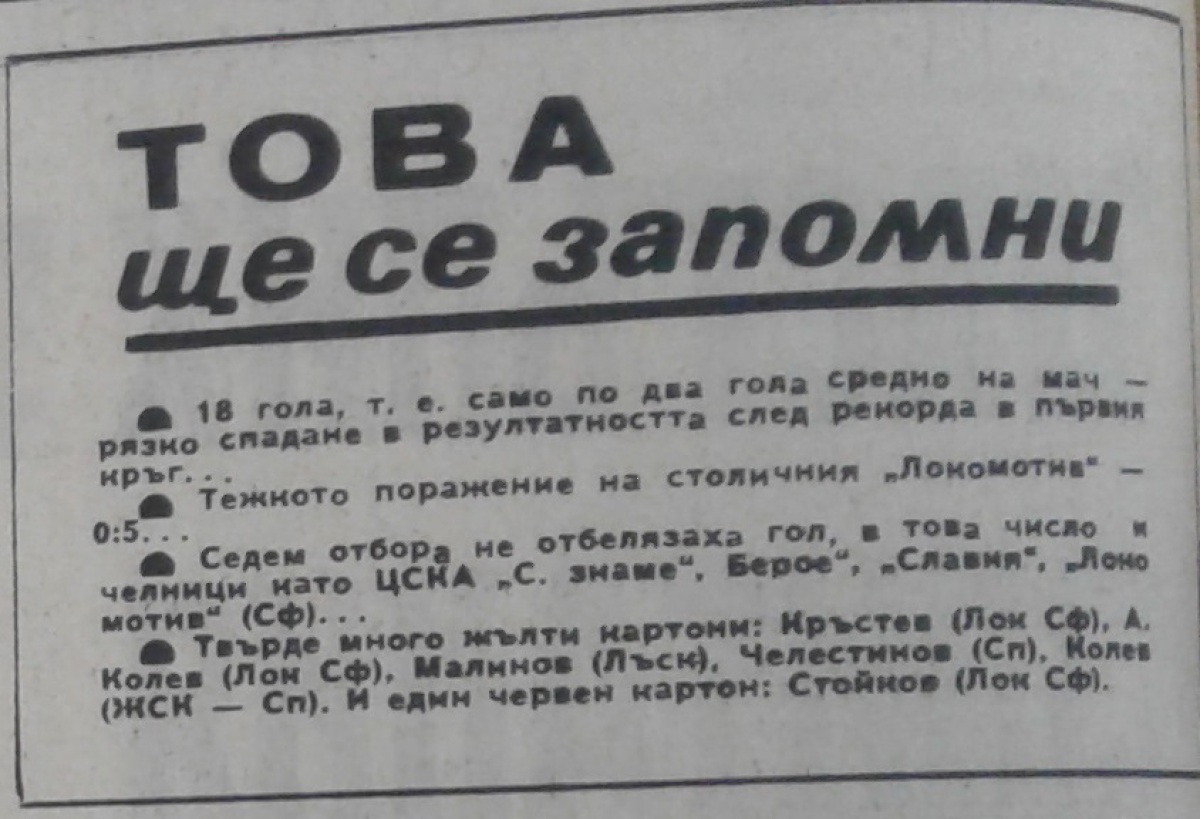 ТОВА
ще се запомни
18 гола, т. е. само по два гола средно на мач —
рязко спадане в резултатността след рекорда в първия
кръг...
Тежкото поражение на столичния „Локомотив“ —
0:5...
Седем отбора не отбелязаха гол, в това число и
челници като ЦСКА „С. знаме“, Берое“, „Славия“, „Локо
мотив“ (Сф)...
Твърде много жълти картони: Кръстев (Лок Сф), А.
Колев (Лок Сф), Малинов (Лъск), Челестинов (Сп), Колев
(ЖСК — Сп). И един червен картон: Стойков (Лок Сф).